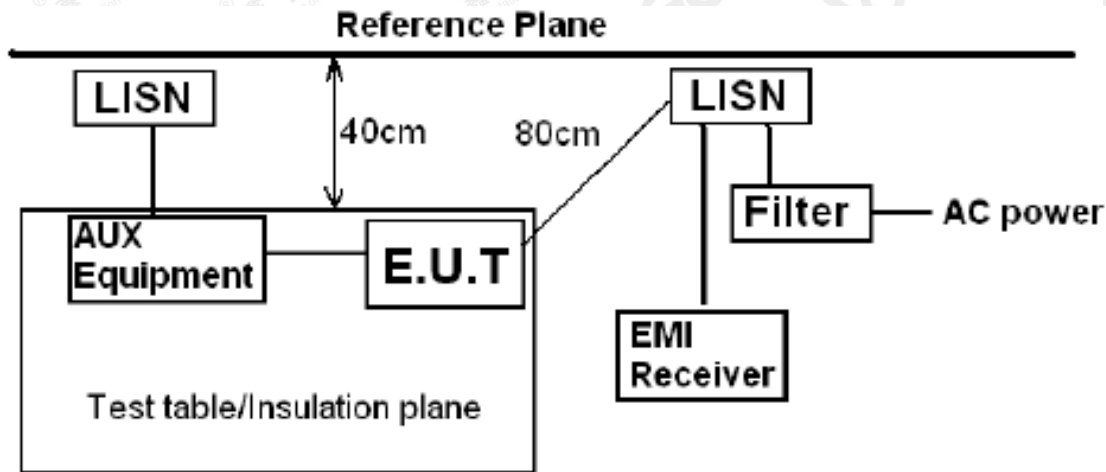 Reference Plane
LISN
40cm
80cm
LISN
AUX
Equipment
E.U.T
Filter
AC power
EMI
Receiver
Test table/Insulation plane